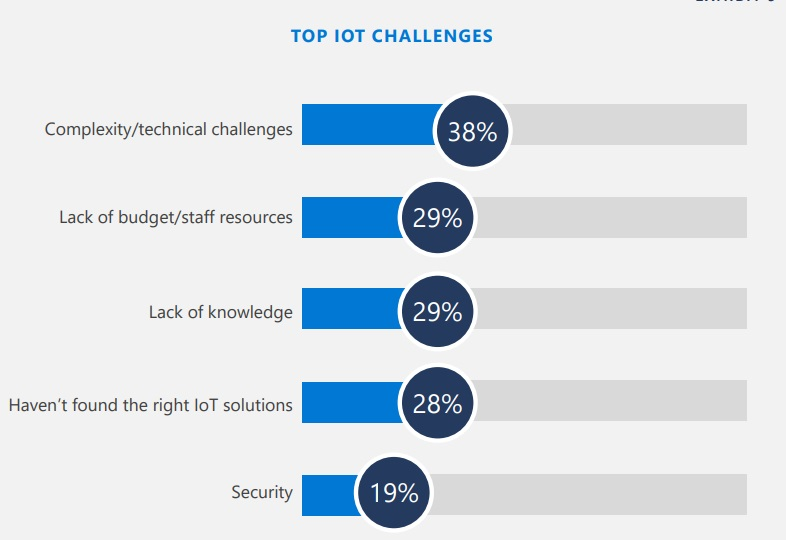 TOP IOT CHALLENGES
Complexity/technical challenges 38%
Lack of budget/staff resources 29%
Lack of knowledge 29%
Haven't found the right IoT solutions 28%
Security 19%